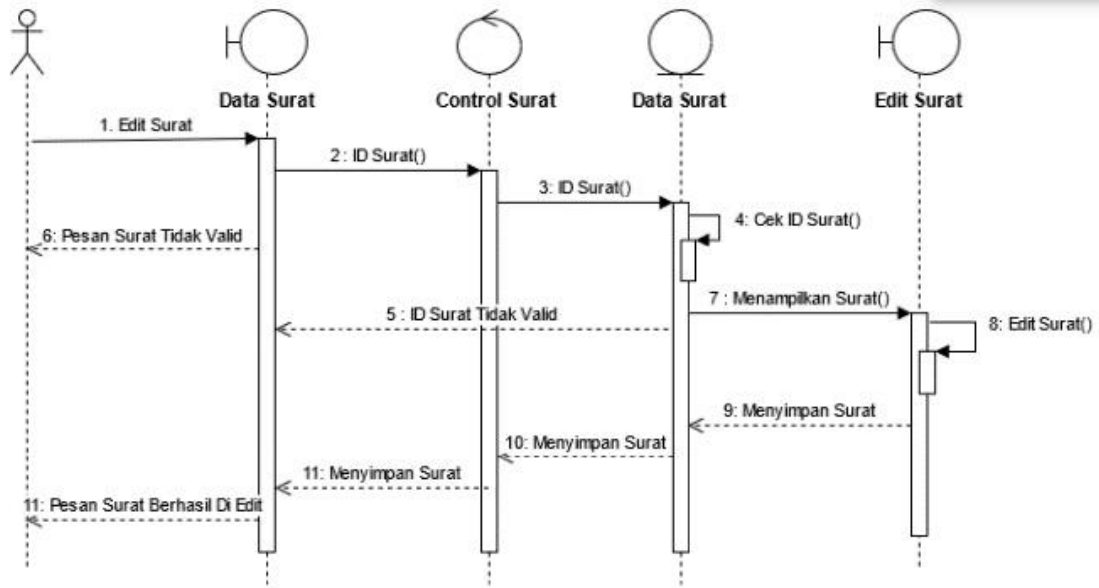 Data Surat
Control Surat
Data Surat
Edit Surat
1. Edit Surat
2 : ID Surat()
3: ID Surat()
4: Cek ID Surat()
6: Pesan Surat Tidak Valid
7 : Menampilkan Surat()
5 : ID Surat Tidak Valid
8: Edit Surat()
9: Menyimpan Surat
10: Menyimpan Surat
11: Menyimpan Surat
11: Pesan Surat Berhasil Di Edit